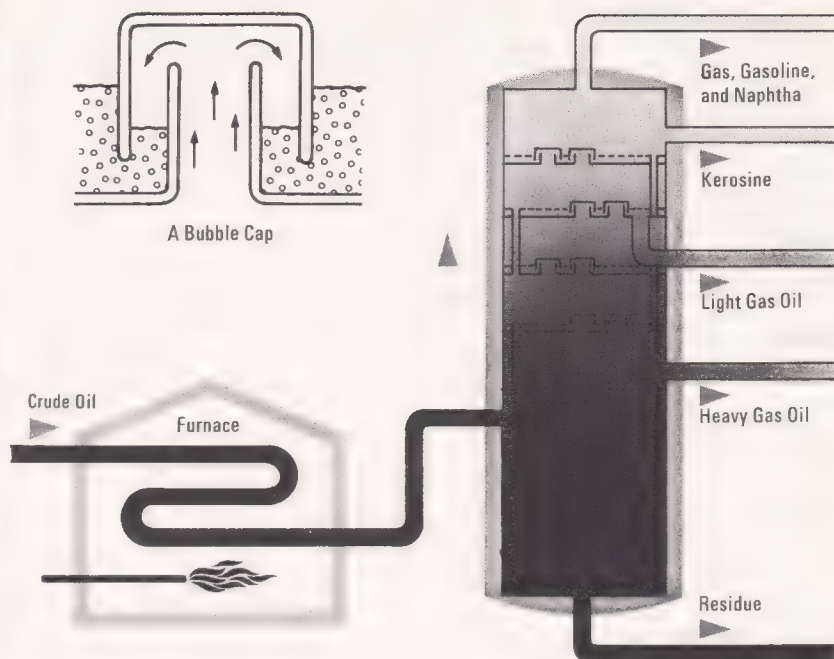 A Bubble Cap
Crude Oil
Furnace
Gas, Gasoline,
and Naphtha
Kerosine
Light Gas Oil
Heavy Gas Oil
Residue